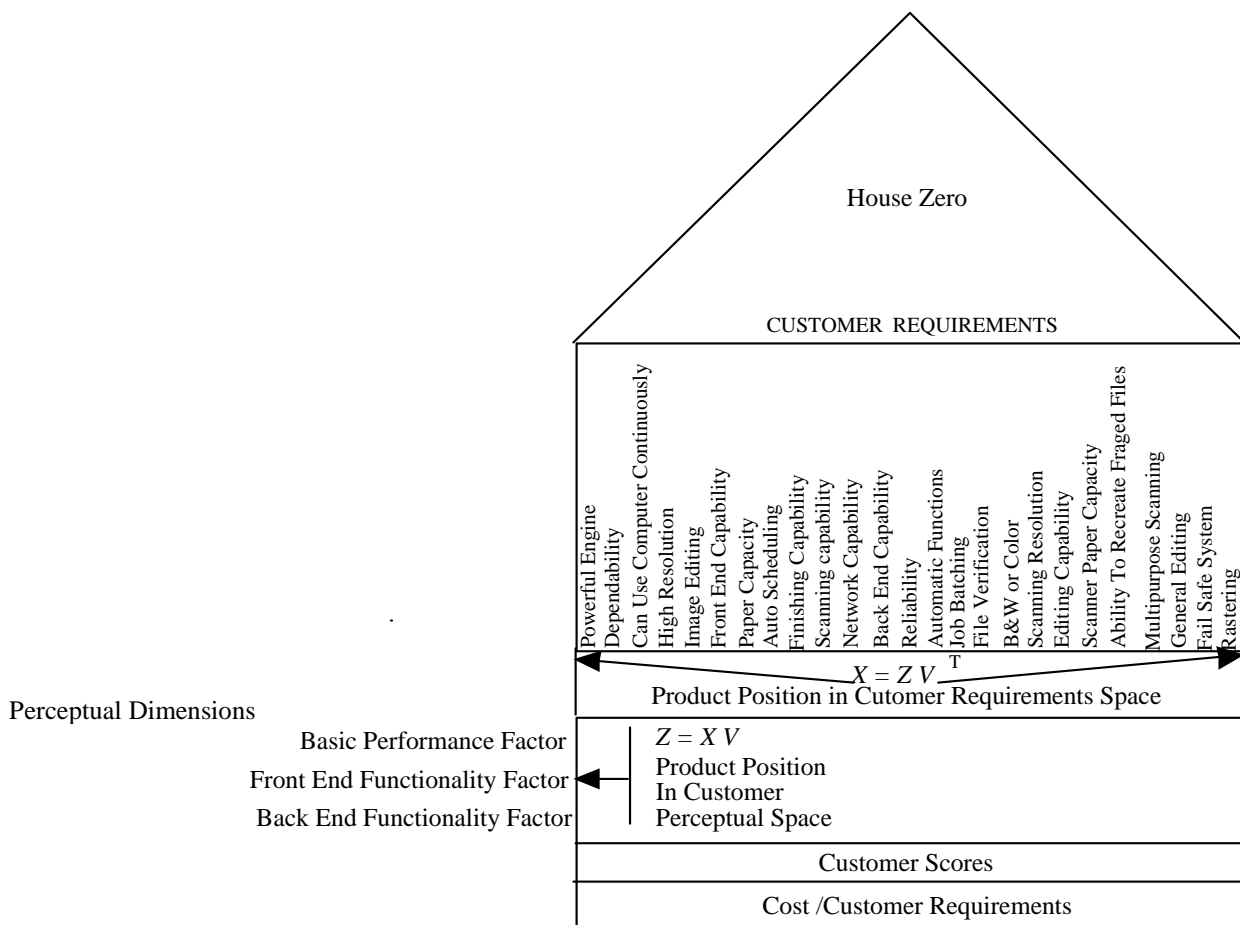 House Zero
CUSTOMER REQUIREMENTS
Powerful Engine
Dependability
Can Use Computer Continuously
High Resolution
Image Editing
Front End Capability
Paper Capacity
Auto Scheduling
Finishing Capability
Scanning capability
Network Capability
Back End Capability
Reliability
Automatic Functions
Job Batching
File Verification
B&W or Color
Scanning Resolution
Editing Capability
Scanner Paper Capacity
Ability To Recreate Fraged Files
Multipurpose Scanning
General Editing
Fail Safe System
Rastering
X = Z V T
Product Position in Cutomer Requirements Space
Perceptual Dimensions
Basic Performance Factor
Front End Functionality Factor
Back End Functionality Factor
Z = X V
Product Position
In Customer
Perceptual Space
Customer Scores
Cost /Customer Requirements